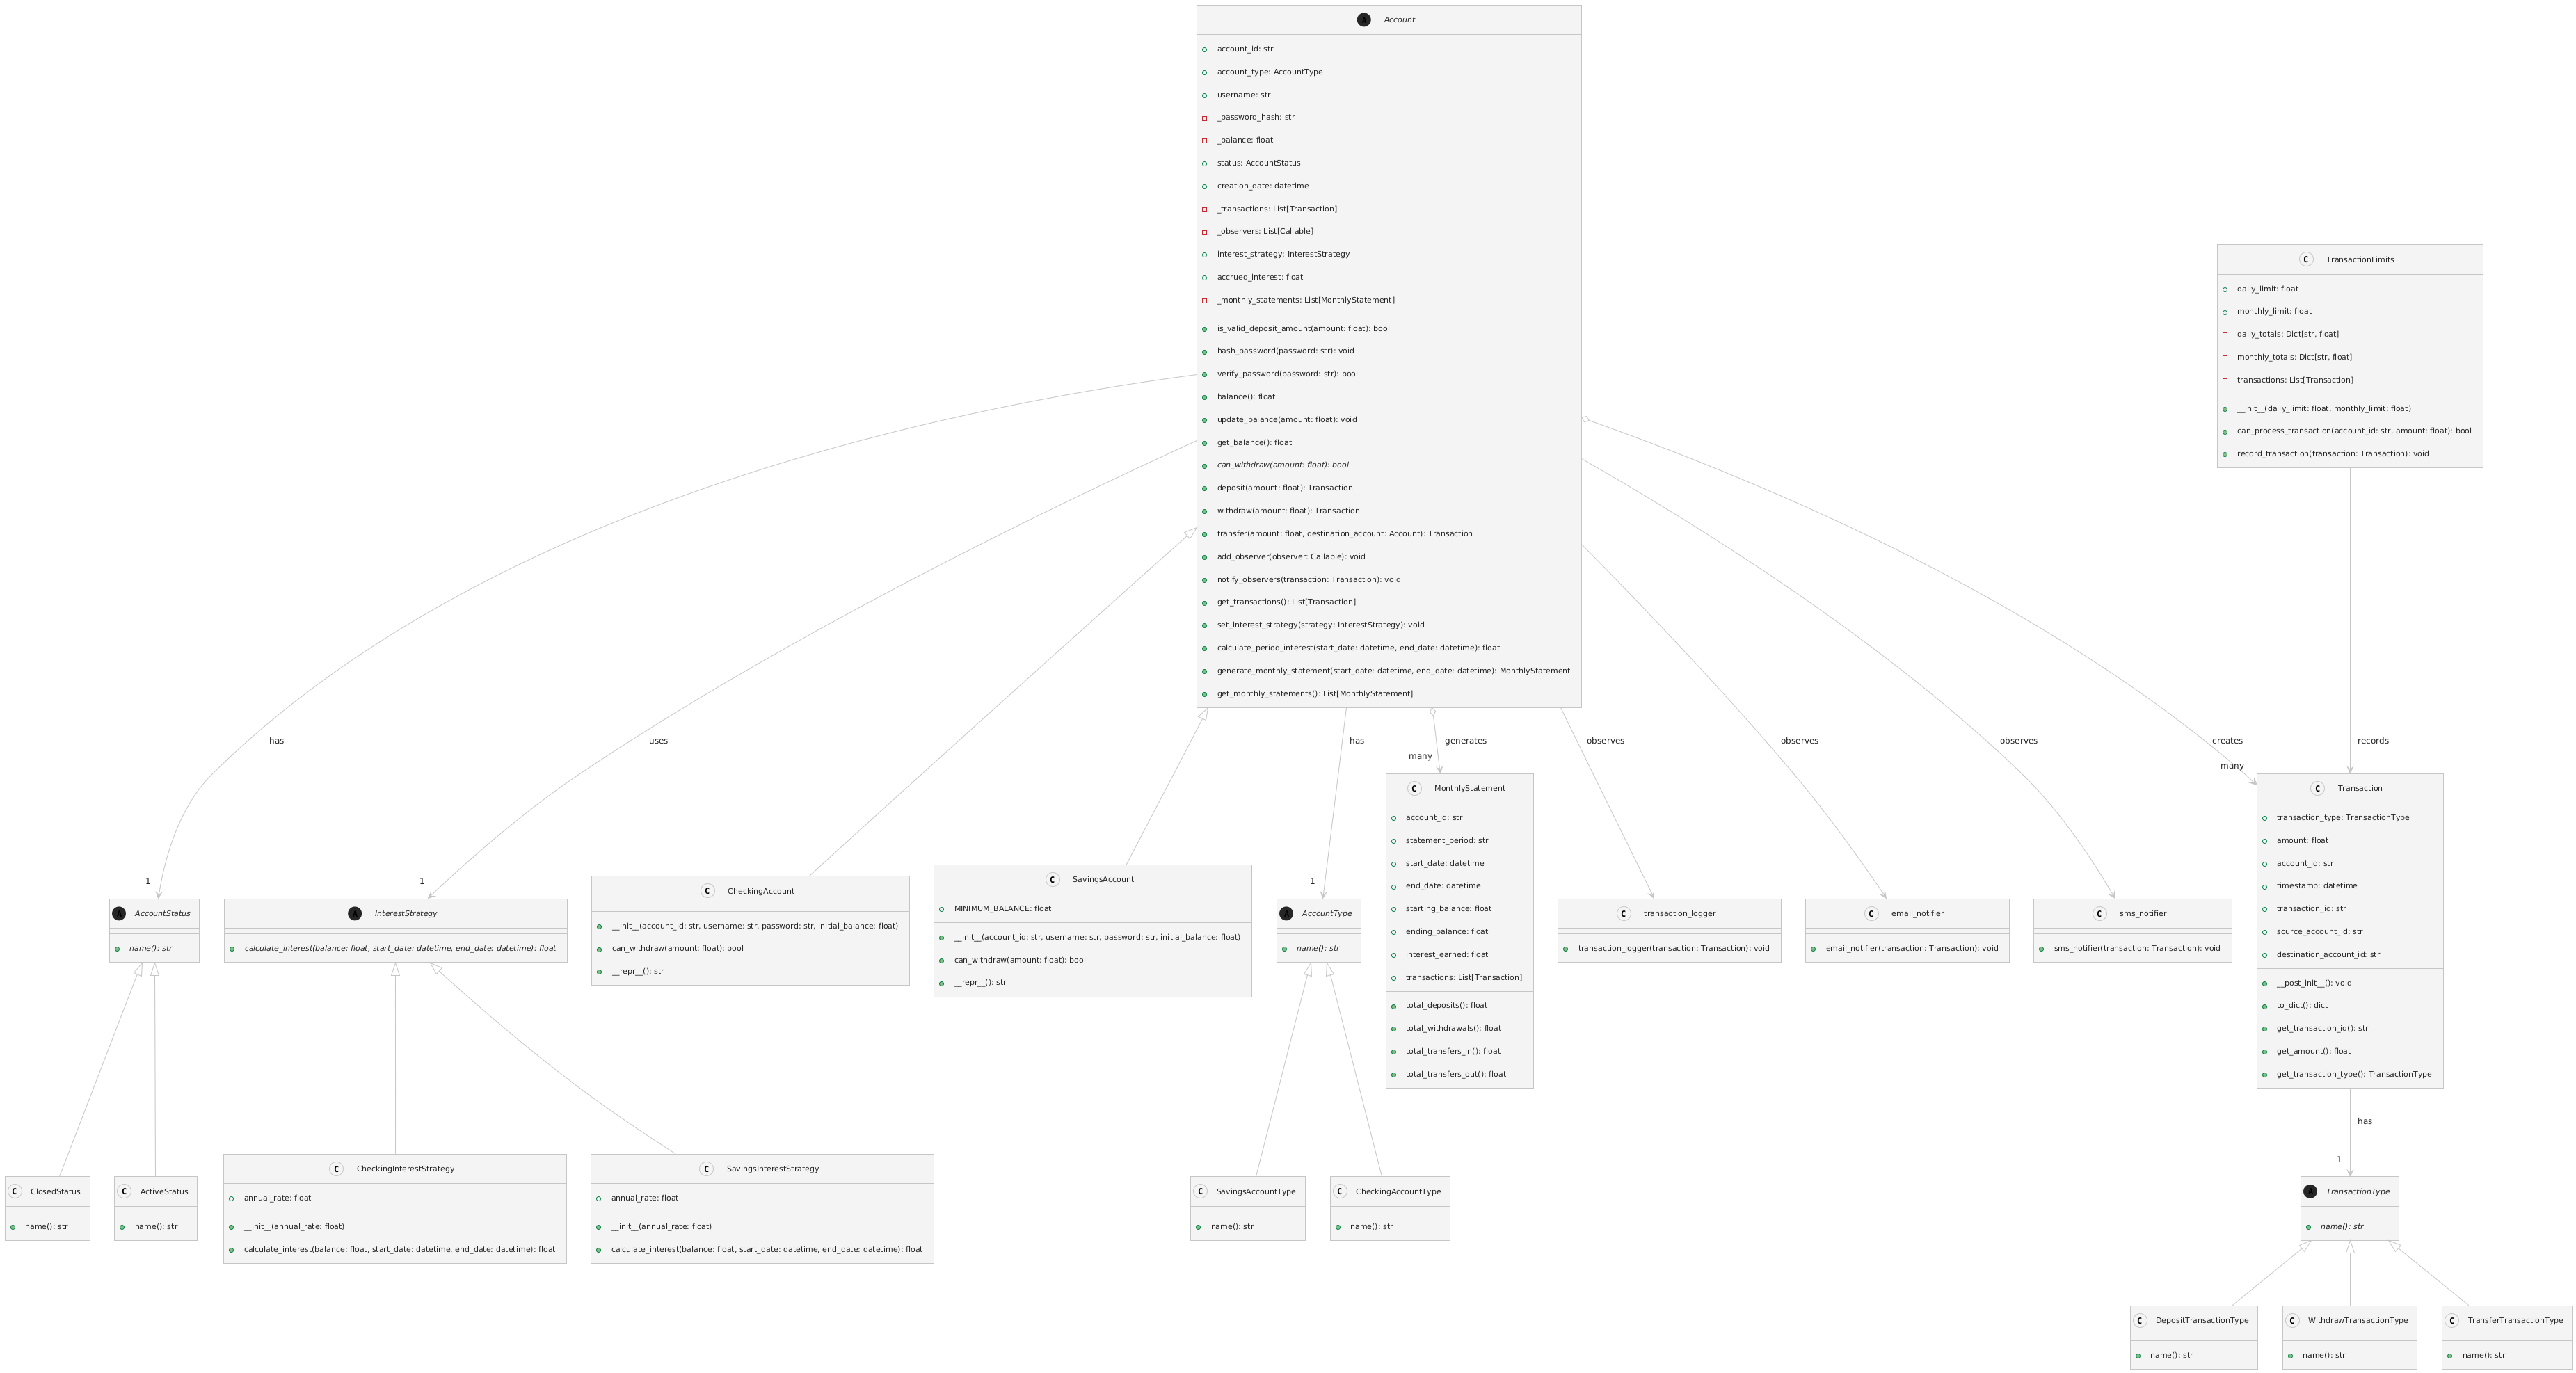 Account
account_id: str
account_type: AccountType
username: str
_password_hash: str
_balance: float
status: AccountStatus
creation_date: datetime
_transactions: List[Transaction]
_observers: List[Callable]
interest_strategy: InterestStrategy
accrued_interest: float
_monthly_statements: List[MonthlyStatement]
is_valid_deposit_amount(amount: float): bool
hash_password(password: str): void
verify_password(password: str): bool
balance(): float
update_balance(amount: float): void
get_balance(): float
can_withdraw(amount: float): bool
deposit(amount: float): Transaction
withdraw(amount: float): Transaction
transfer(amount: float, destination_account: Account): Transaction
add_observer(observer: Callable): void
notify_observers(transaction: Transaction): void
get_transactions(): List[Transaction]
set_interest_strategy(strategy: InterestStrategy): void
calculate_period_interest(start_date: datetime, end_date: datetime): float
generate_monthly_statement(start_date: datetime, end_date: datetime): MonthlyStatement
get_monthly_statements(): List[MonthlyStatement]
C TransactionLimits
daily_limit: float
monthly_limit: float
daily_totals: Dict[str, float]
monthly_totals: Dict[str, float]
transactions: List[Transaction]
__init__(daily_limit: float, monthly_limit: float)
can_process_transaction(account_id: str, amount: float): bool
record_transaction(transaction: Transaction): void
has
uses
has
generates
observes
observes
observes
creates
records
many
many
1
1
1
A AccountStatus
name(): str
A InterestStrategy
calculate_interest(balance: float, start_date: datetime, end_date: datetime): float
C CheckingAccount
__init__(account_id: str, username: str, password: str, initial_balance: float)
can_withdraw(amount: float): bool
__repr__(): str
C SavingsAccount
MINIMUM_BALANCE: float
__init__(account_id: str, username: str, password: str, initial_balance: float)
can_withdraw(amount: float): bool
__repr__(): str
A AccountType
name(): str
C MonthlyStatement
account_id: str
statement_period: str
start_date: datetime
end_date: datetime
starting_balance: float
ending_balance: float
interest_earned: float
transactions: List[Transaction]
total_deposits(): float
total_withdrawals(): float
total_transfers_in(): float
total_transfers_out(): float
C transaction_logger
transaction_logger(transaction: Transaction): void
C email_notifier
email_notifier(transaction: Transaction): void
C sms_notifier
sms_notifier(transaction: Transaction): void
C Transaction
transaction_type: TransactionType
amount: float
account_id: str
timestamp: datetime
transaction_id: str
source_account_id: str
destination_account_id: str
__post_init__(): void
to_dict(): dict
get_transaction_id(): str
get_amount(): float
get_transaction_type(): TransactionType
has
1
C ClosedStatus
name(): str
C ActiveStatus
name(): str
C CheckingInterestStrategy
annual_rate: float
__init__(annual_rate: float)
calculate_interest(balance: float, start_date: datetime, end_date: datetime): float
C SavingsInterestStrategy
annual_rate: float
__init__(annual_rate: float)
calculate_interest(balance: float, start_date: datetime, end_date: datetime): float
C SavingsAccountType
name(): str
C CheckingAccountType
name(): str
A TransactionType
name(): str
C DepositTransactionType
name(): str
C WithdrawTransactionType
name(): str
C TransferTransactionType
name(): str